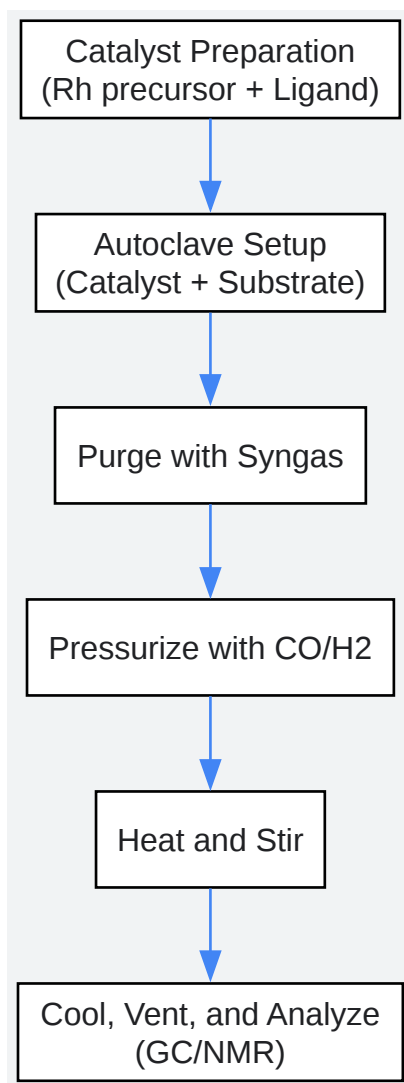 Catalyst Preparation
(Rh precursor + Ligand)
Autoclave Setup
(Catalyst + Substrate)
Purge with Syngas
Pressurize with CO/H2
Heat and Stir
Cool, Vent, and Analyze
(GC/NMR)